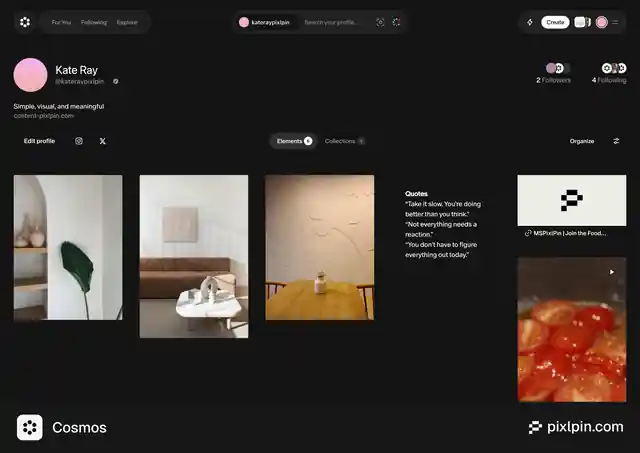 For You Following Explore
kateraypixlpin Search your profile...
Create
Kate Ray
@kateraypixlpin
2 Followers 4 Following
Simple, visual, and meaningful
content-pixlpin.com
Edit profile
Elements 6 Collections 1
Organize
Quotes
"Take it slow. You're doing
better than you think."
"Not everything needs a
reaction."
"You don't have to figure
everything out today."
MSPixlPin | Join the Food...
Cosmos
pixlpin.com